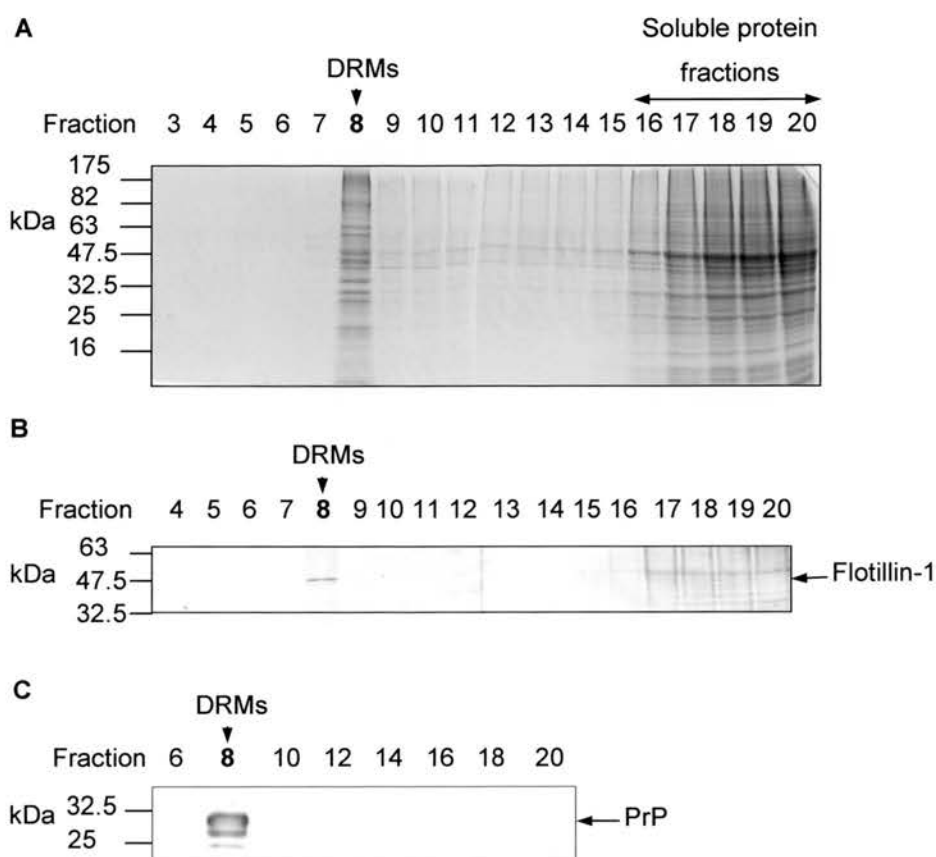 A
Soluble protein
fractions
DRMs
Fraction 3 4 5 6 7 8 9 10 11 12 13 14 15 16 17 18 19 20
175
82
kDa 63
47.5
32.5
25
16
B
DRMs
Fraction 4 5 6 7 8 9 10 11 12 13 14 15 16 17 18 19 20
63
kDa 47.5
32.5
Flotillin-1
C
DRMs
Fraction 6 8 10 12 14 16 18 20
kDa 32.5
25
PrP